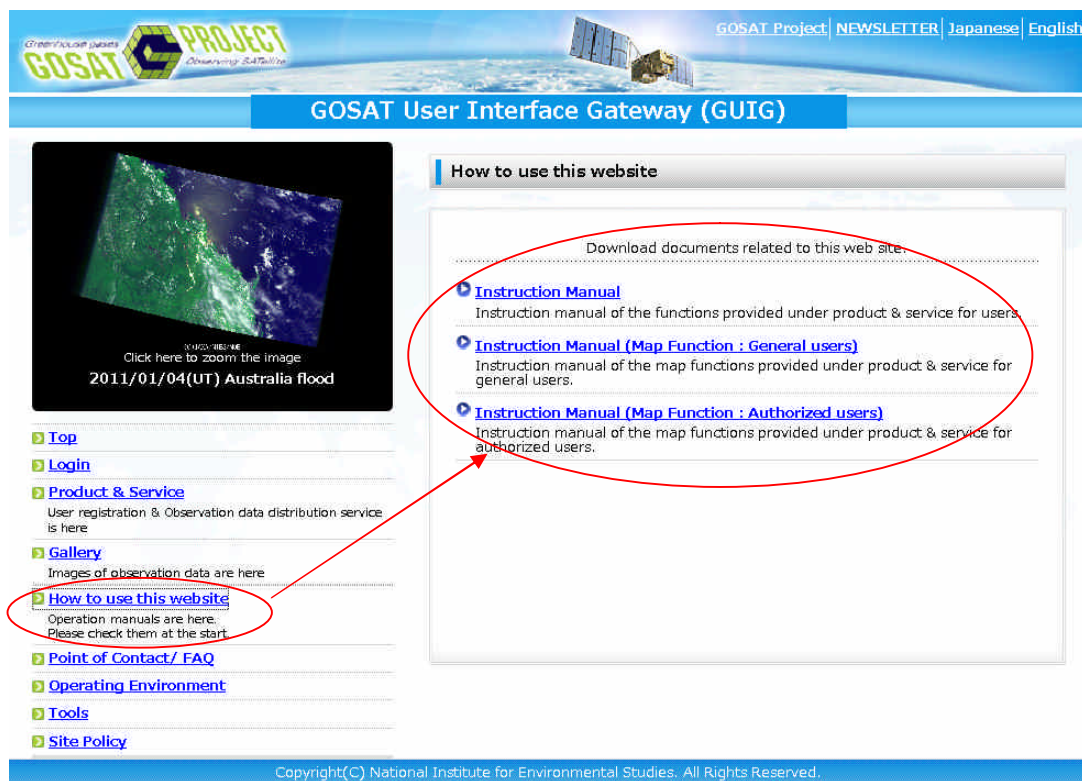 Greenhouse gases
GOSAT
PROJECT
Observing SATellite
GOSAT Project| NEWSLETTER| Japanese| English
GOSAT User Interface Gateway (GUIG)
Click here to zoom the image
2011/01/04(UT) Australia flood
Top
Login
Product & Service
User registration & Observation data distribution service
is here
Gallery
Images of observation data are here
How to use this website
Operation manuals are here.
Please check them at the start.
Point of Contact/ FAQ
Operating Environment
Tools
Site Policy
How to use this website
Download documents related to this web site.
Instruction Manual
Instruction manual of the functions provided under product & service for users.
Instruction Manual (Map Function : General users)
Instruction manual of the map functions provided under product & service for
general users.
Instruction Manual (Map Function : Authorized users)
Instruction manual of the map functions provided under product & service for
authorized users.
Copyright(C) National Institute for Environmental Studies. All Rights Reserved.